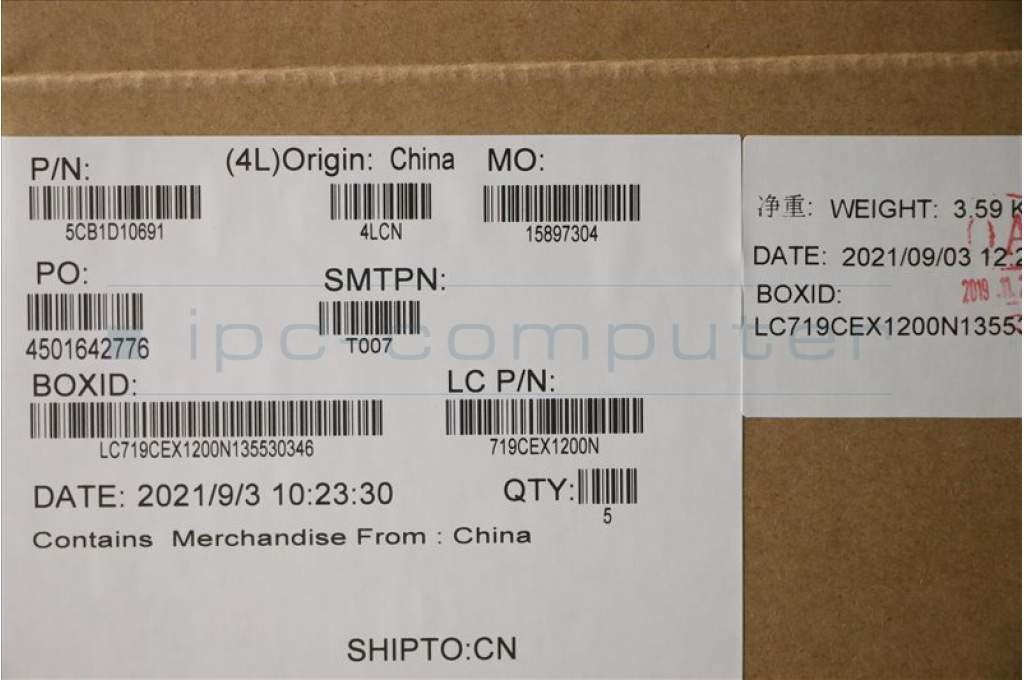 P/N: (4L)Origin: China MO:
5CB1D10691 4LCN 15897304
PO: SMTPN:
4501642776 T007
BOXID: LC P/N:
LC719CEX1200N135530346 719CEX1200N
DATE: 2021/9/3 10:23:30 QTY:
5
Contains Merchandise From : China
SHIPTO:CN
净重: WEIGHT: 3.59
DATE: 2021/09/03
BOXID:
LC719CEX1200N13553
2019
ipc-computer